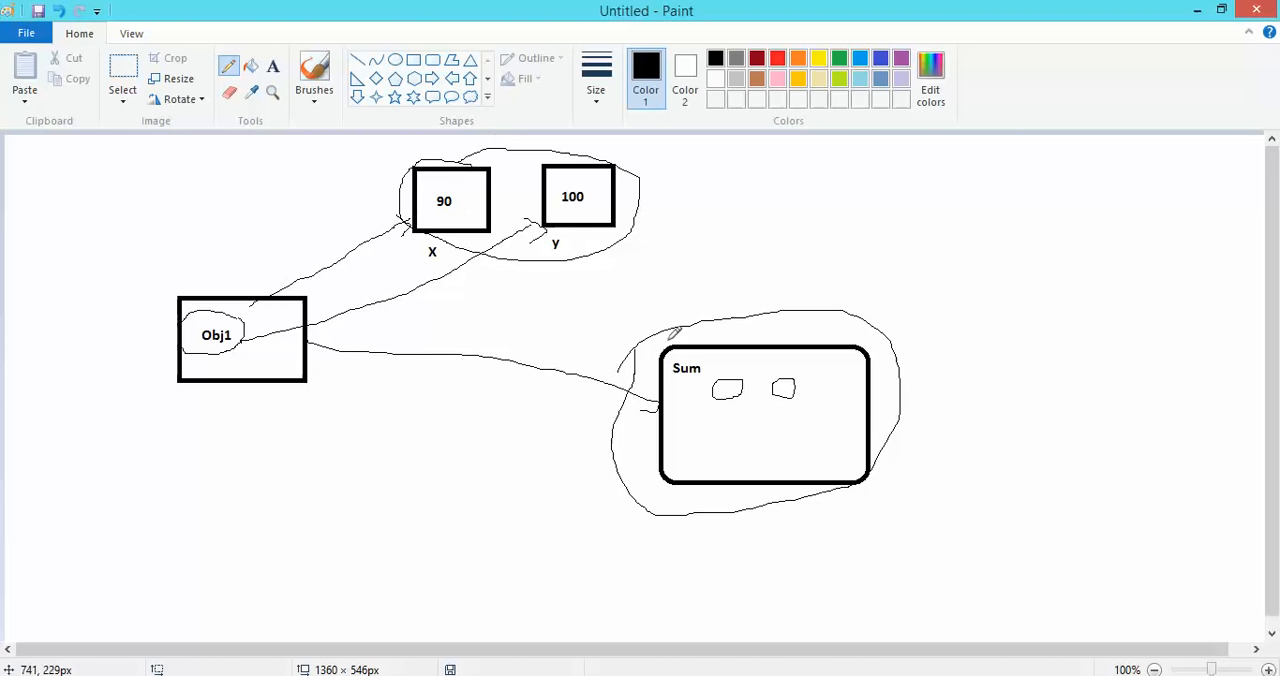 Untitled - Paint
File
Home
View
Paste
Cut
Copy
Clipboard
Select
Crop
Resize
Rotate
Image
A
Tools
Brushes
Outline
Fill
Shapes
Size
Color 1
Color 2
Edit colors
Colors
90
100
X
y
Obj1
Sum
741, 229px
1360 × 546px
100%